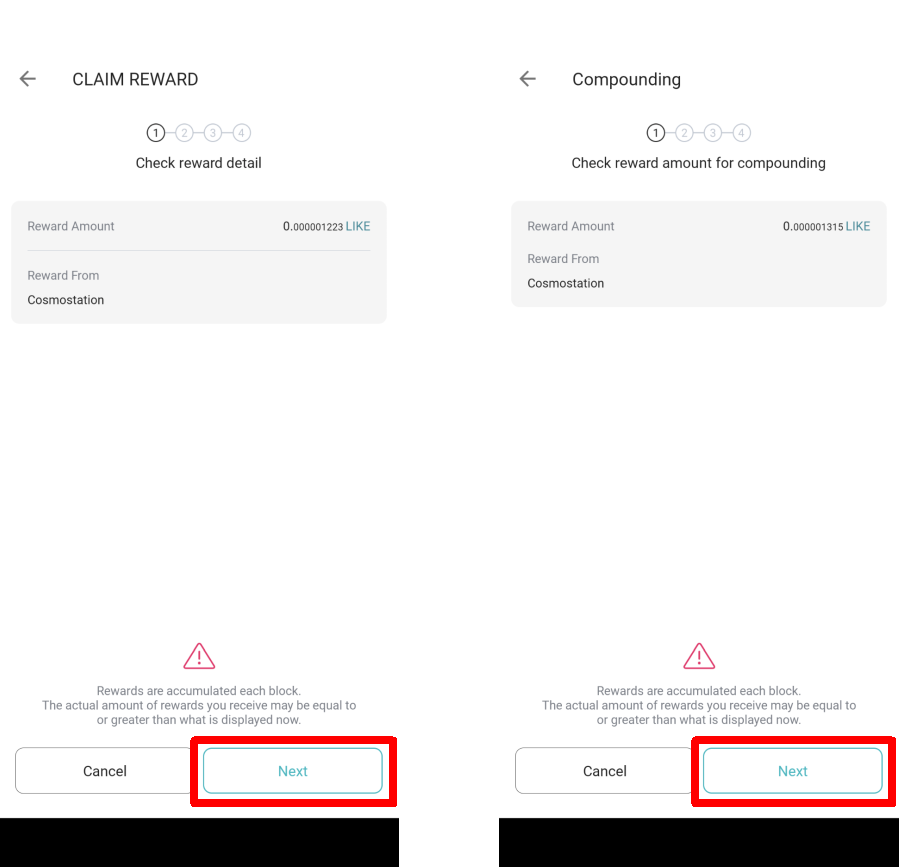 CLAIM REWARD
1 2 3 4
Check reward detail
Reward Amount 0.000001223 LIKE
Reward From
Cosmostation
Rewards are accumulated each block.
The actual amount of rewards you receive may be equal to
or greater than what is displayed now.
Cancel Next
Compounding
1 2 3 4
Check reward amount for compounding
Reward Amount 0.000001315 LIKE
Reward From
Cosmostation
Rewards are accumulated each block.
The actual amount of rewards you receive may be equal to
or greater than what is displayed now.
Cancel Next